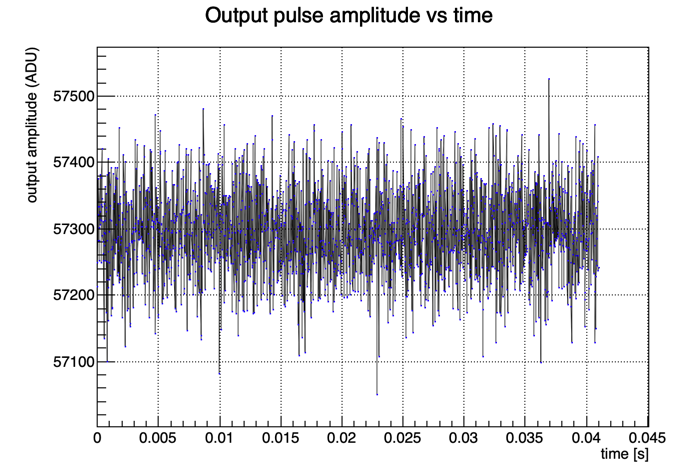 Output pulse amplitude vs time
output amplitude (ADU)
57500
57400
57300
57200
57100
0 0.005 0.01 0.015 0.02 0.025 0.03 0.035 0.04 0.045
time [s]